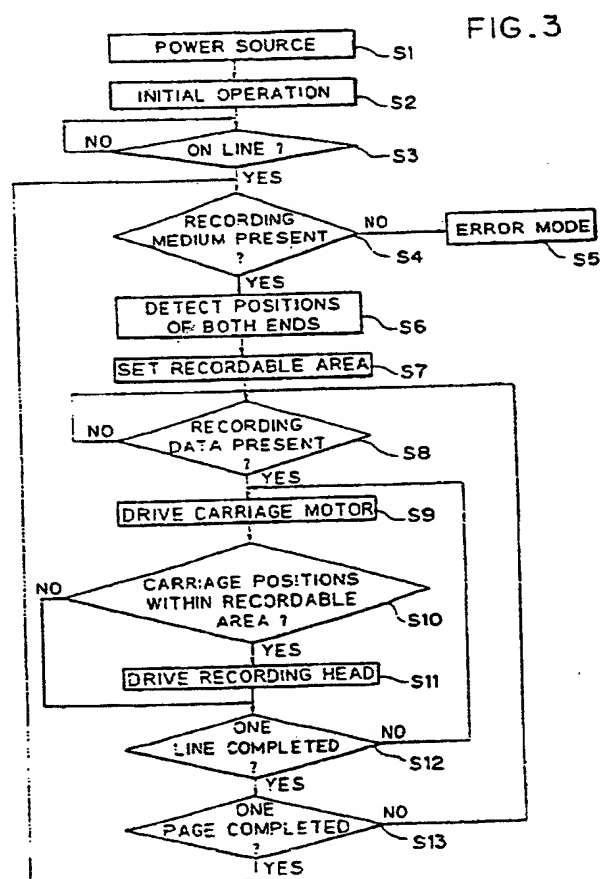 FIG.3
POWER SOURCE
S1
INITIAL OPERATION
S2
NO
ON LINE ?
S3
YES
RECORDING
MEDIUM PRESENT
?
NO
S4
ERROR MODE
S5
YES
DETECT POSITIONS
OF BOTH ENDS
S6
SET RECORDABLE AREA
S7
NO
RECORDING
DATA PRESENT
?
S8
YES
DRIVE CARRIAGE MOTOR
S9
NO
CARRIAGE POSITIONS
WITHIN RECORDABLE
AREA ?
S10
YES
DRIVE RECORDING HEAD
S11
ONE
LINE COMPLETED
?
NO
S12
YES
ONE
PAGE COMPLETED
?
NO
S13
YES